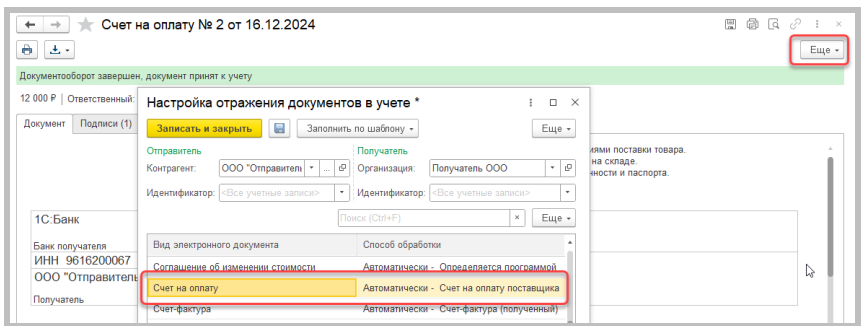 Счет на оплату № 2 от 16.12.2024
Еще
Документооборот завершен, документ принят к учету
12 000 ₽ | Ответственный:
Документ Подписи (1)
Настройка отражения документов в учете *
Записать и закрыть Заполнить по шаблону Еще
Отправитель Получатель
Контрагент: ООО "Отправитель ... Организация: Получатель ООО
Идентификатор: <Все учетные записи> Идентификатор: <Все учетные записи>
Поиск (Ctrl+F) × Еще
Вид электронного документа Способ обработки
Соглашение об изменении стоимости Автоматически - Определяется программой
Счет на оплату Автоматически - Счет на оплату поставщика
Счет-фактура Автоматически - Счет-фактура (полученный)
иями поставки товара.
на складе.
нности и паспорта.
1С:Банк
Банк получателя
ИНН 9616200067
ООО "Отправитель
Получатель